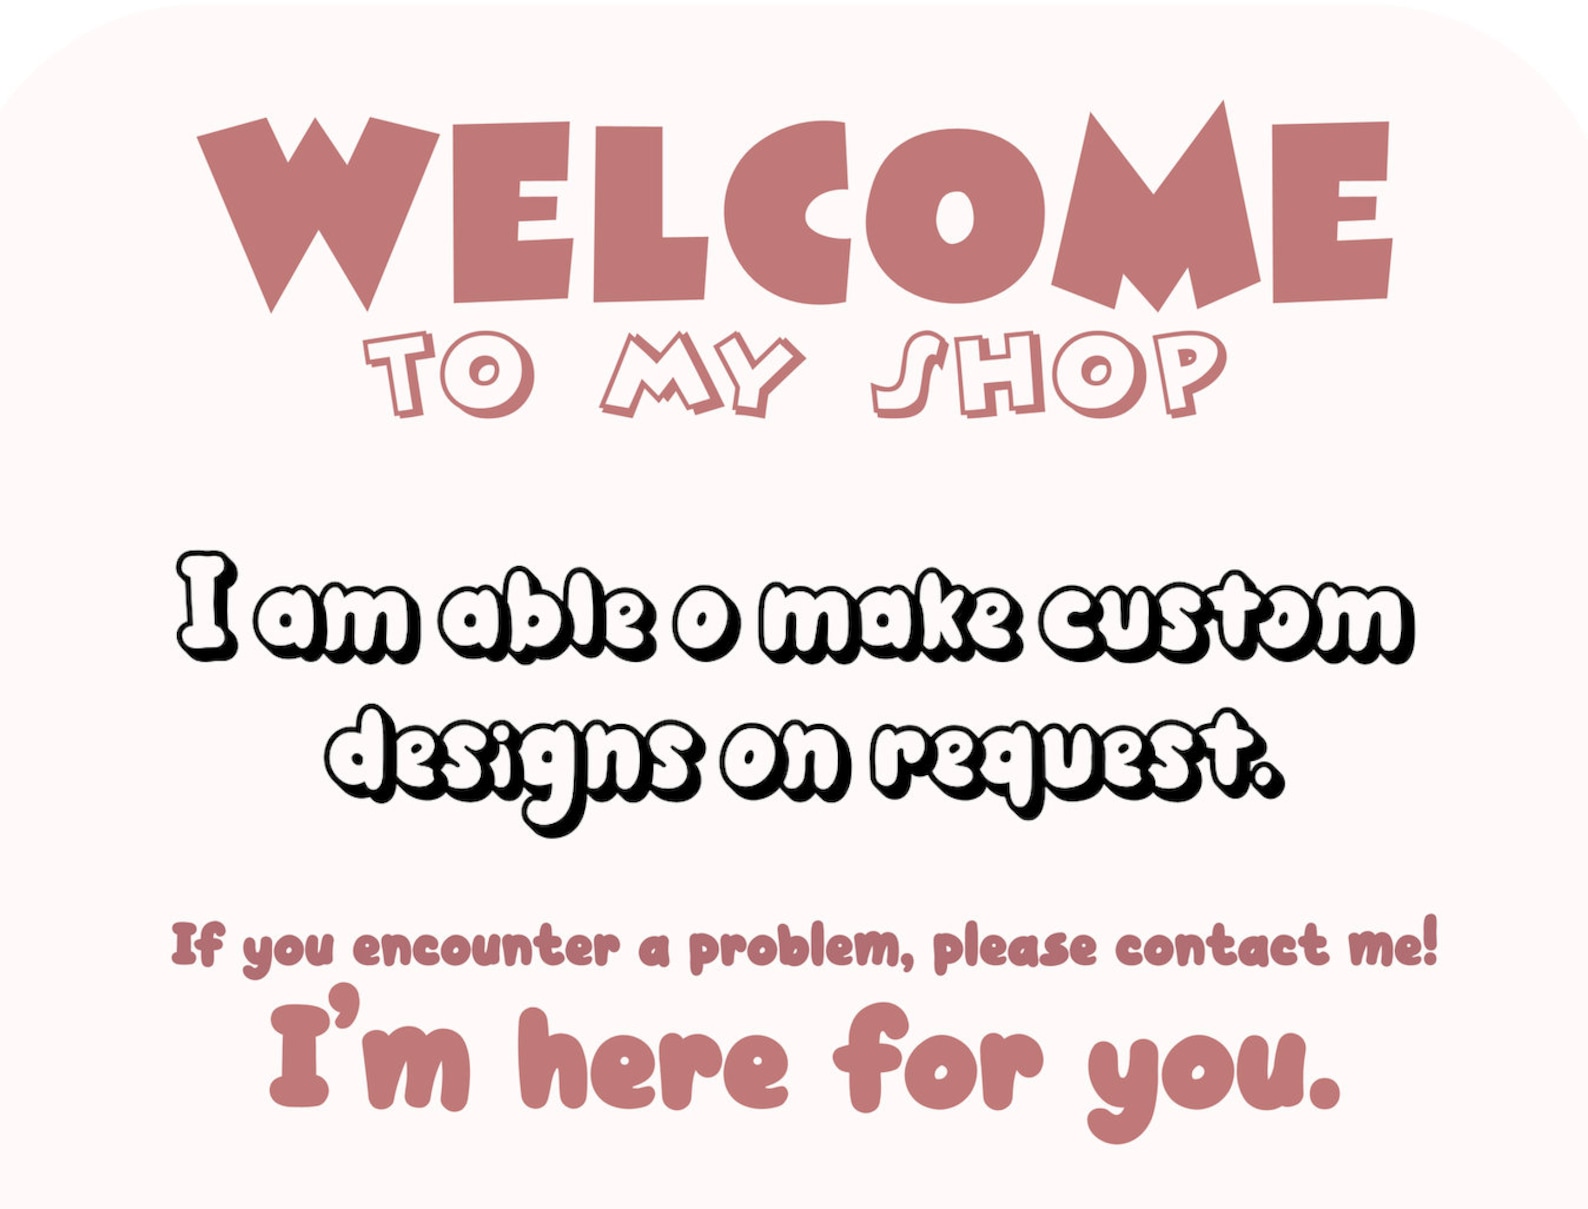 WELCOME
TO MY SHOP
I am able o make custom
designs on request.
If you encounter a problem, please contact me!
I'm here for you.